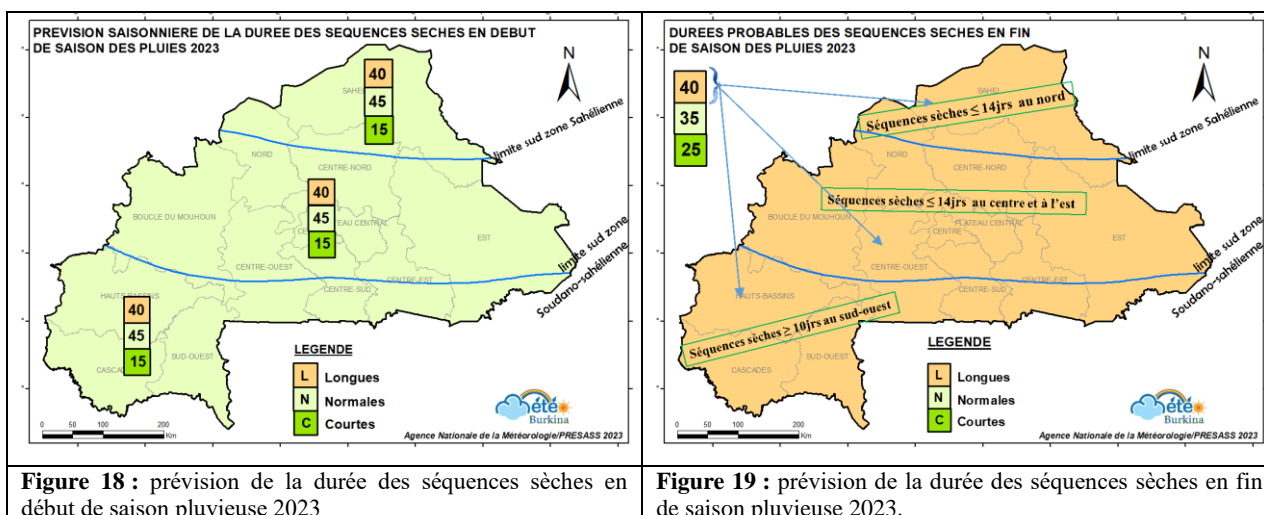 PREVISION SAISONNIERE DE LA DUREE DES SEQUENCES SECHES EN DEBUT
DE SAISON DES PLUIES 2023
N
40
SAHEL
45
15
limite sud zone Sahélienne
NORD
CENTRE-NORD
40
BOUCLE DU MOUHOUN
45
PLATEAU CENTRAL
CENTRE
15
EST
CENTRE-OUEST
CENTRE-EST
CENTRE-SUD
limite sud zone
Soudano-sahélienne
HAUTS-BASSINS
40
45
15
SUD-OUEST
CASCADES
LEGENDE
L Longues
N Normales
C Courtes
0 50 100 200
Km
Météo
Burkina
Agence Nationale de la Météorologie/PRESASS 2023
Figure 18 : prévision de la durée des séquences sèches en
début de saison pluvieuse 2023
DUREES PROBABLES DES SEQUENCES SECHES EN FIN
DE SAISON DES PLUIES 2023
N
40
35
25
SAHEL
Séquences sèches ≤ 14jrs au nord
limite sud zone Sahélienne
NORD
CENTRE-NORD
Séquences sèches ≤ 14jrs au centre et à l'est
BOUCLE DU MOUHOUN
PLATEAU CENTRAL
CENTRE
EST
CENTRE-OUEST
CENTRE-EST
CENTRE-SUD
limite sud zone
Soudano-sahélienne
HAUTS-BASSINS
Séquences sèches ≥ 10jrs au sud-ouest
SUD-OUEST
CASCADES
LEGENDE
L Longues
N Normales
C Courtes
0 50 100 200
Km
Météo
Burkina
Agence Nationale de la Météorologie/PRESASS 2023
Figure 19 : prévision de la durée des séquences sèches en fin
de saison pluvieuse 2023.